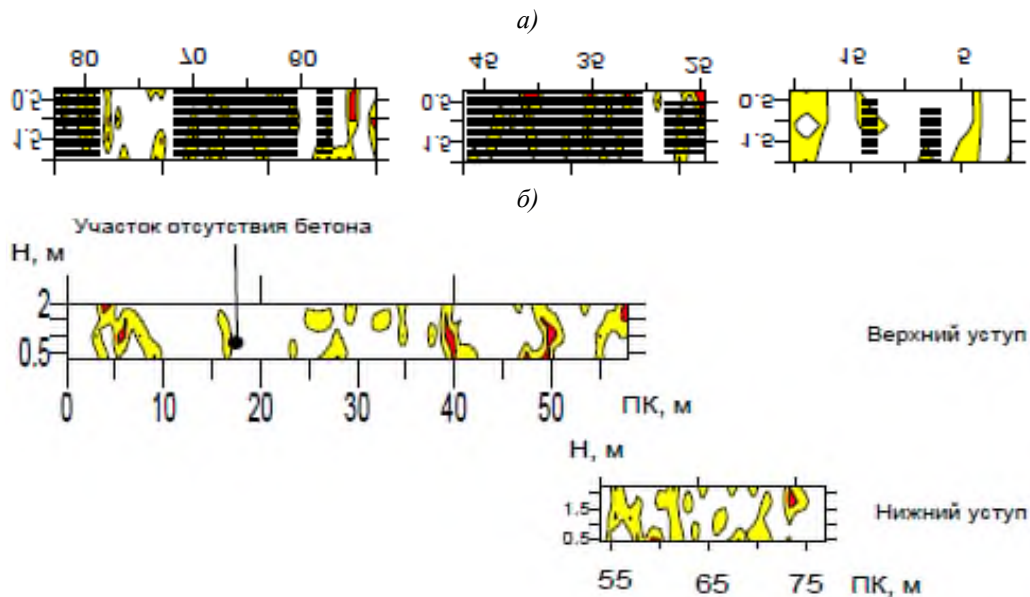 а)
80 70 60 45 35 25 15 5
0.5 0.5 0.5
1.5 1.5 1.5
б)
Участок отсутствия бетона
Н, м
2
Верхний уступ
0.5
0 10 20 30 40 50 ПК, м
Н, м
1.5
Нижний уступ
0.5
55 65 75 ПК, м